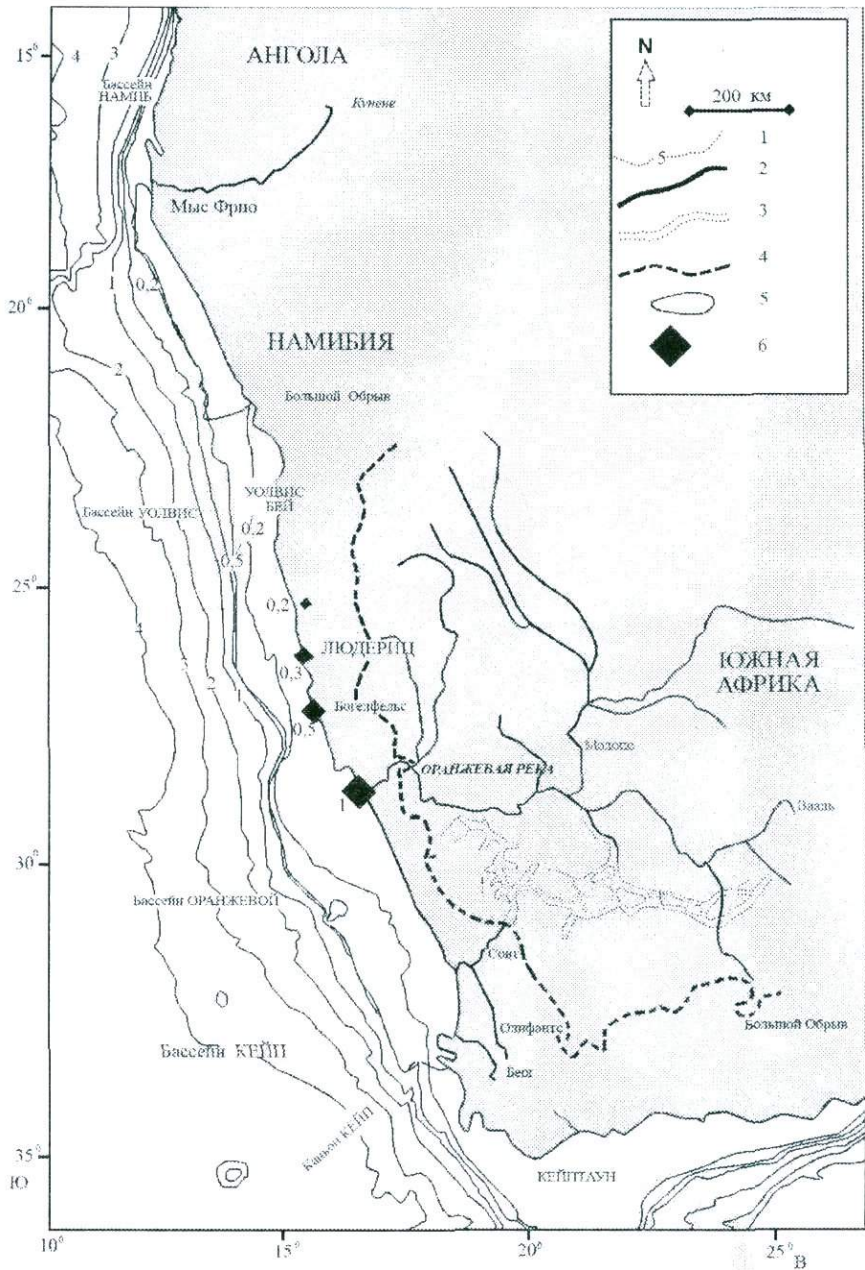 15°
4
3
Бассейн
НАМИБ
АНГОЛА
Кунене
Мыс Фрио
N
200 км
1
5
2
3
4
5
6
20°
1
0,2
2
НАМИБИЯ
Большой Обрыв
УОЛВИС
БЕЙ
Бассейн УОЛВИС
0,2
0,5
25°
0,2
4
3
2
1
ЛЮДЕРИЦ
0,3
Богенфельс
0,5
ЮЖНАЯ
АФРИКА
Молопо
ОРАНЖЕВАЯ РЕКА
1
Вааль
30°
Бассейн ОРАНЖЕВОЙ
Олифантс
Большой Обрыв
Берг
Бассейн КЕЙП
Каньон КЕЙП
35°
Ю
КЕЙПТАУН
10°
15°
20°
25°
В